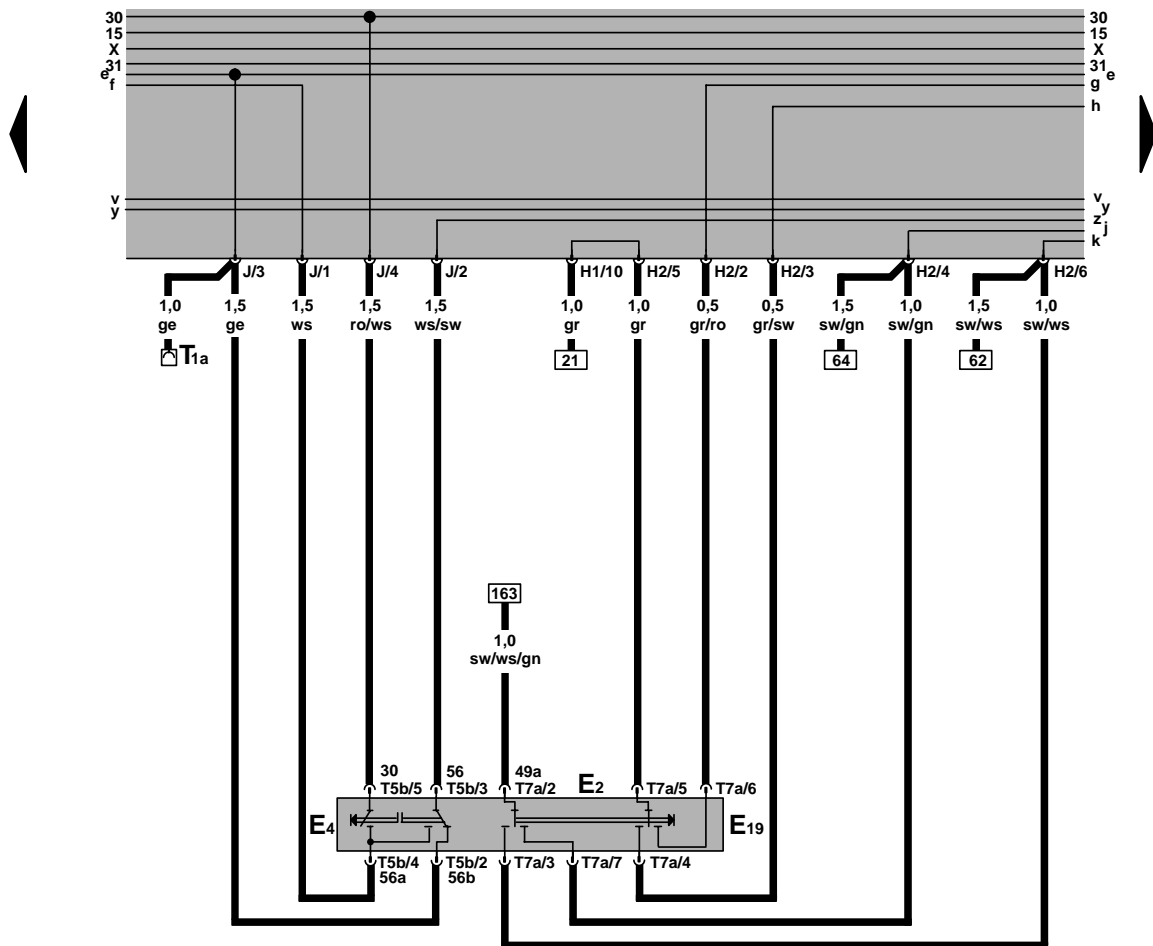 30 30
15 15
X X
31 31
e e
f g
h
v v
y y
z
j
k
J/3 J/1 J/4 J/2 H1/10 H2/5 H2/2 H2/3 H2/4 H2/6
1,0 1,5 1,5 1,5 1,5 1,0 1,0 0,5 0,5 1,5 1,0 1,5 1,0
ge ge ws ro/ws ws/sw gr gr gr/ro gr/sw sw/gn sw/gn sw/ws sw/ws
T1a 21 64 62
163
1,0
sw/ws/gn
30 56 49a E2
T5b/5 T5b/3 T7a/2 T7a/5 T7a/6
E4 E19
T5b/4 T5b/2 T7a/3 T7a/7 T7a/4
56a 56b